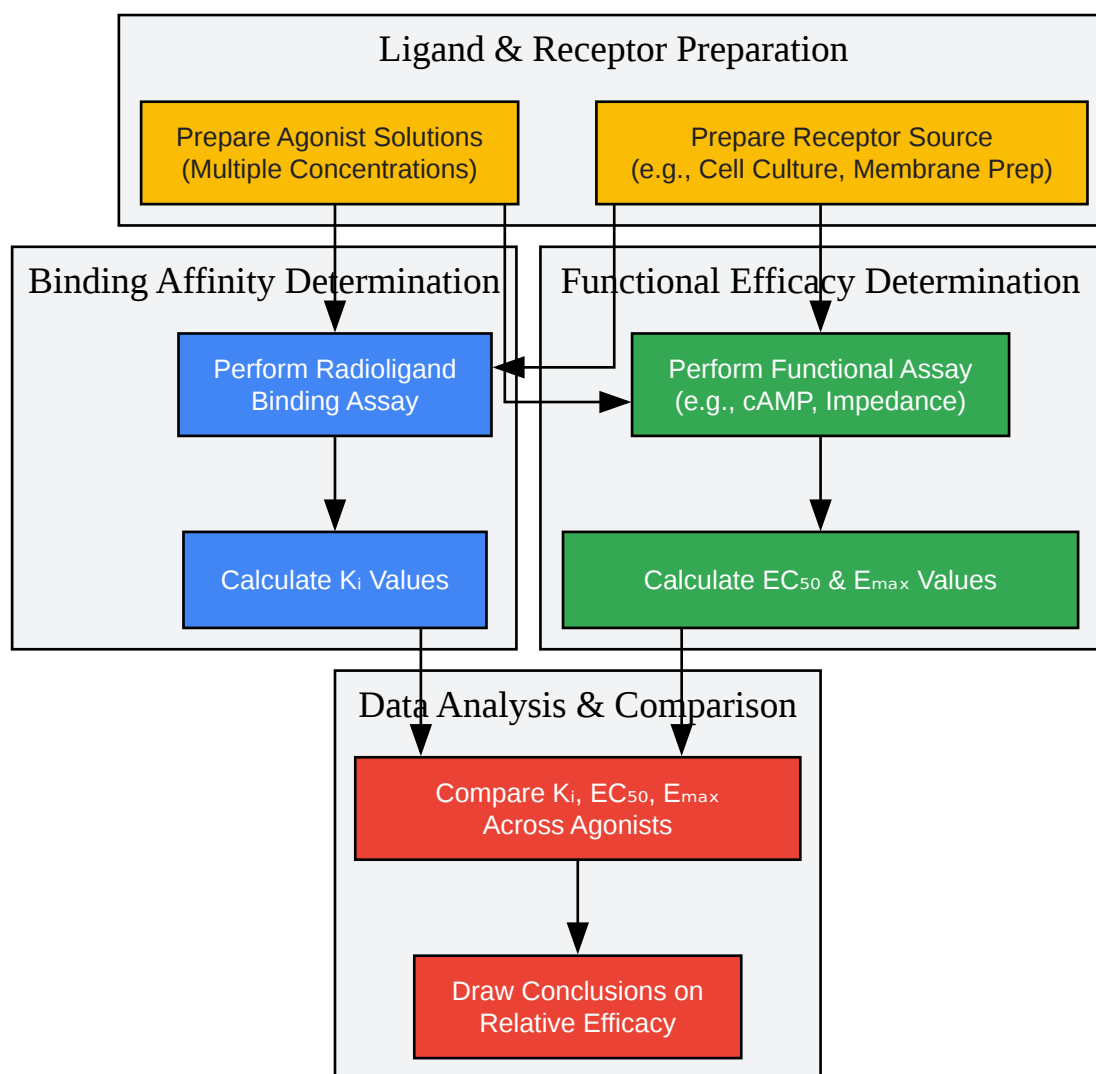 Ligand & Receptor Preparation
Prepare Agonist Solutions
(Multiple Concentrations)
Prepare Receptor Source
(e.g., Cell Culture, Membrane Prep)
Binding Affinity Determination
Functional Efficacy Determination
Perform Radioligand
Binding Assay
Perform Functional Assay
(e.g., cAMP, Impedance)
Calculate Kᵢ Values
Calculate EC₅₀ & Eₘₐₓ Values
Data Analysis & Comparison
Compare Kᵢ, EC₅₀, Eₘₐₓ
Across Agonists
Draw Conclusions on
Relative Efficacy